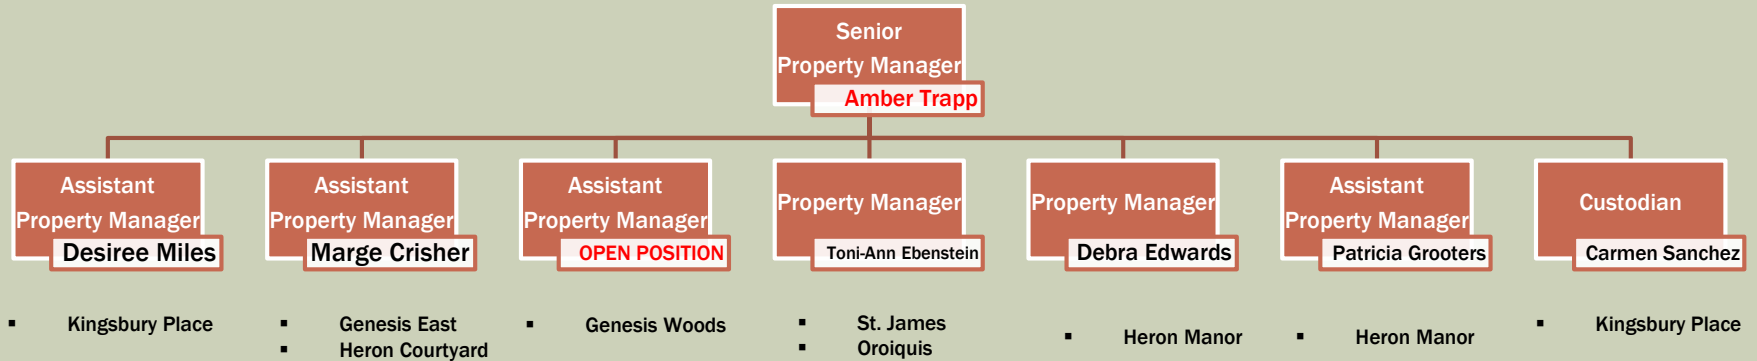 Senior
Property Manager
Amber Trapp
Assistant
Property Manager
Desiree Miles
Assistant
Property Manager
Marge Crisher
Assistant
Property Manager
OPEN POSITION
Property Manager
Toni-Ann Ebenstein
Property Manager
Debra Edwards
Assistant
Property Manager
Patricia Grooters
Custodian
Carmen Sanchez
▪ Kingsbury Place
▪ Genesis East
▪ Heron Courtyard
▪ Genesis Woods
▪ St. James
▪ Oroiquis
▪ Heron Manor
▪ Heron Manor
▪ Kingsbury Place